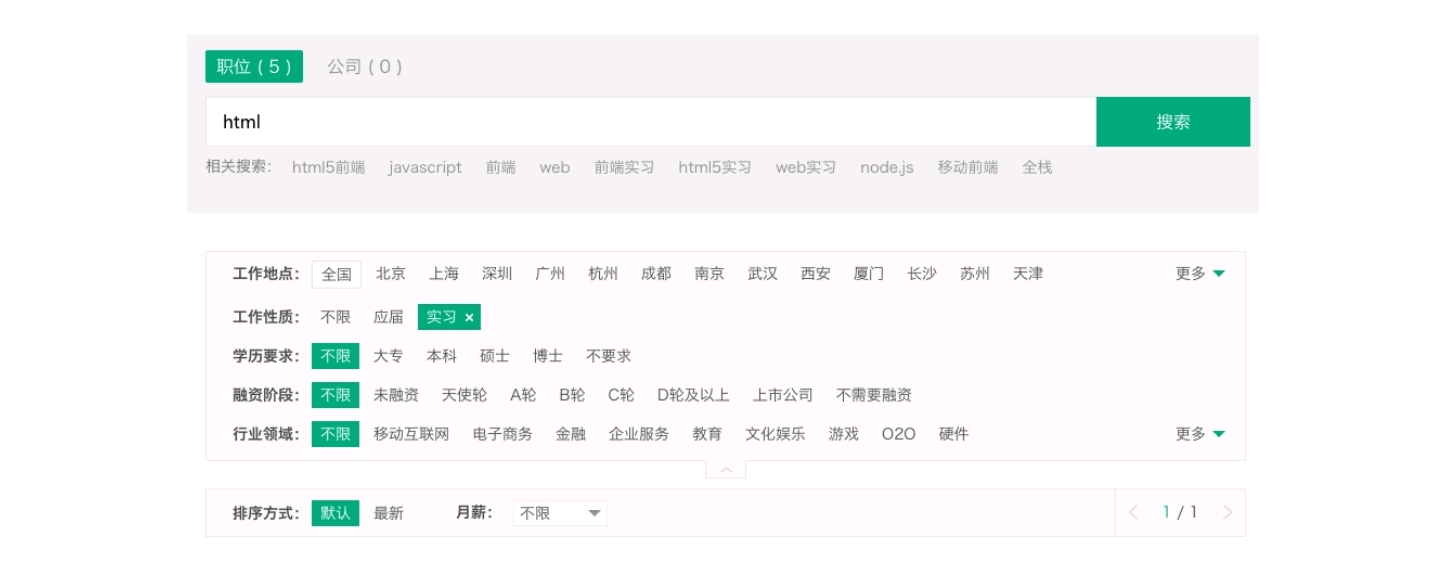 职位 ( 5 ) 公司 ( 0 )
html 搜索
相关搜索: html5前端 javascript 前端 web 前端实习 html5实习 web实习 node.js 移动前端 全栈
工作地点: 全国 北京 上海 深圳 广州 杭州 成都 南京 武汉 西安 厦门 长沙 苏州 天津 更多
工作性质: 不限 应届 实习 ×
学历要求: 不限 大专 本科 硕士 博士 不要求
融资阶段: 不限 未融资 天使轮 A轮 B轮 C轮 D轮及以上 上市公司 不需要融资
行业领域: 不限 移动互联网 电子商务 金融 企业服务 教育 文化娱乐 游戏 O2O 硬件 更多
排序方式: 默认 最新 月薪: 不限 1 / 1